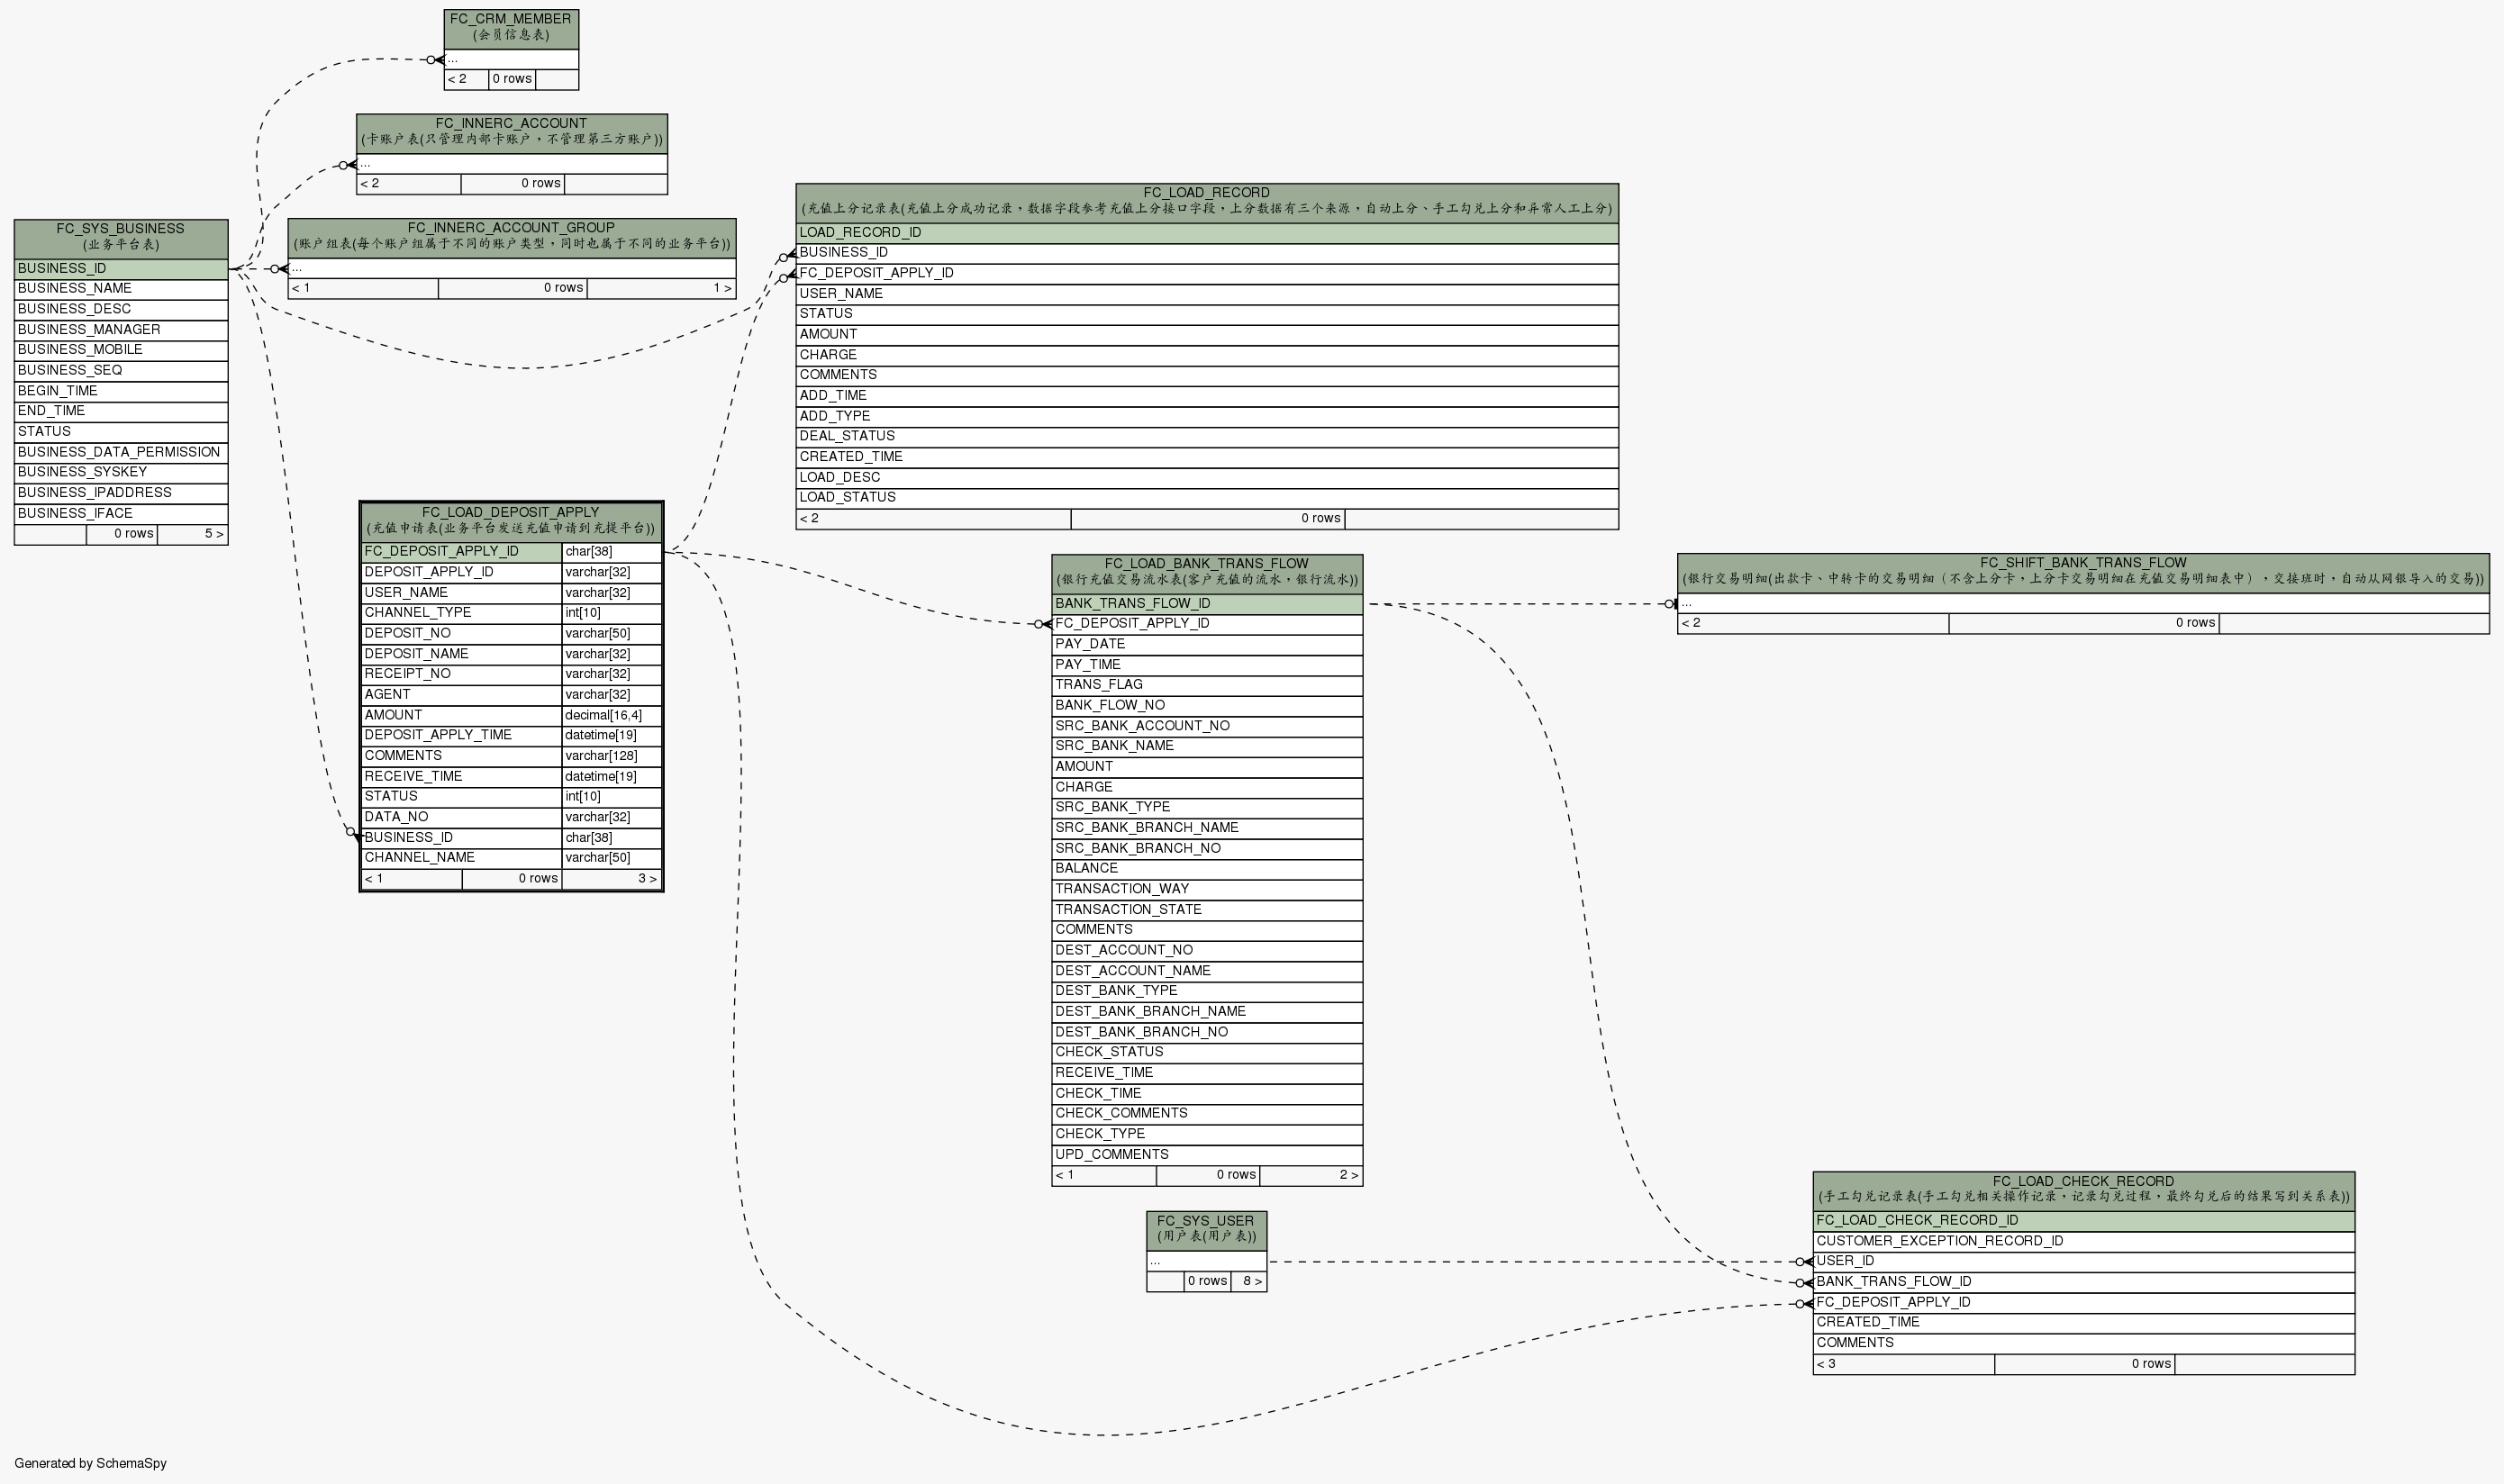 FC_CRM_MEMBER
(会员信息表)
...
< 2 0 rows
FC_INNERC_ACCOUNT
(卡账户表(只管理内部卡账户，不管理第三方账户))
...
< 2 0 rows
FC_INNERC_ACCOUNT_GROUP
(账户组表(每个账户组属于不同的账户类型，同时也属于不同的业务平台))
...
< 1 0 rows 1 >
FC_SYS_BUSINESS
(业务平台表)
BUSINESS_ID
BUSINESS_NAME
BUSINESS_DESC
BUSINESS_MANAGER
BUSINESS_MOBILE
BUSINESS_SEQ
BEGIN_TIME
END_TIME
STATUS
BUSINESS_DATA_PERMISSION
BUSINESS_SYSKEY
BUSINESS_IPADDRESS
BUSINESS_IFACE
0 rows 5 >
FC_LOAD_RECORD
(充值上分记录表(充值上分成功记录，数据字段参考充值上分接口字段，上分数据有三个来源，自动上分、手工勾兑上分和异常人工上分)
LOAD_RECORD_ID
BUSINESS_ID
FC_DEPOSIT_APPLY_ID
USER_NAME
STATUS
AMOUNT
CHARGE
COMMENTS
ADD_TIME
ADD_TYPE
DEAL_STATUS
CREATED_TIME
LOAD_DESC
LOAD_STATUS
< 2 0 rows
FC_LOAD_DEPOSIT_APPLY
(充值申请表(业务平台发送充值申请到充提平台))
FC_DEPOSIT_APPLY_ID char[38]
DEPOSIT_APPLY_ID varchar[32]
USER_NAME varchar[32]
CHANNEL_TYPE int[10]
DEPOSIT_NO varchar[50]
DEPOSIT_NAME varchar[32]
RECEIPT_NO varchar[32]
AGENT varchar[32]
AMOUNT decimal[16,4]
DEPOSIT_APPLY_TIME datetime[19]
COMMENTS varchar[128]
RECEIVE_TIME datetime[19]
STATUS int[10]
DATA_NO varchar[32]
BUSINESS_ID char[38]
CHANNEL_NAME varchar[50]
< 1 0 rows 3 >
FC_LOAD_BANK_TRANS_FLOW
(银行充值交易流水表(客户充值的流水，银行流水))
BANK_TRANS_FLOW_ID
FC_DEPOSIT_APPLY_ID
PAY_DATE
PAY_TIME
TRANS_FLAG
BANK_FLOW_NO
SRC_BANK_ACCOUNT_NO
SRC_BANK_NAME
AMOUNT
CHARGE
SRC_BANK_TYPE
SRC_BANK_BRANCH_NAME
SRC_BANK_BRANCH_NO
BALANCE
TRANSACTION_WAY
TRANSACTION_STATE
COMMENTS
DEST_ACCOUNT_NO
DEST_ACCOUNT_NAME
DEST_BANK_TYPE
DEST_BANK_BRANCH_NAME
DEST_BANK_BRANCH_NO
CHECK_STATUS
RECEIVE_TIME
CHECK_TIME
CHECK_COMMENTS
CHECK_TYPE
UPD_COMMENTS
< 1 0 rows 2 >
FC_SHIFT_BANK_TRANS_FLOW
(银行交易明细(出款卡、中转卡的交易明细（不含上分卡，上分卡交易明细在充值交易明细表中），交接班时，自动从网银导入的交易))
...
< 2 0 rows
FC_SYS_USER
(用户表(用户表))
...
0 rows 8 >
FC_LOAD_CHECK_RECORD
(手工勾兑记录表(手工勾兑相关操作记录，记录勾兑过程，最终勾兑后的结果写到关系表))
FC_LOAD_CHECK_RECORD_ID
CUSTOMER_EXCEPTION_RECORD_ID
USER_ID
BANK_TRANS_FLOW_ID
FC_DEPOSIT_APPLY_ID
CREATED_TIME
COMMENTS
< 3 0 rows
Generated by SchemaSpy